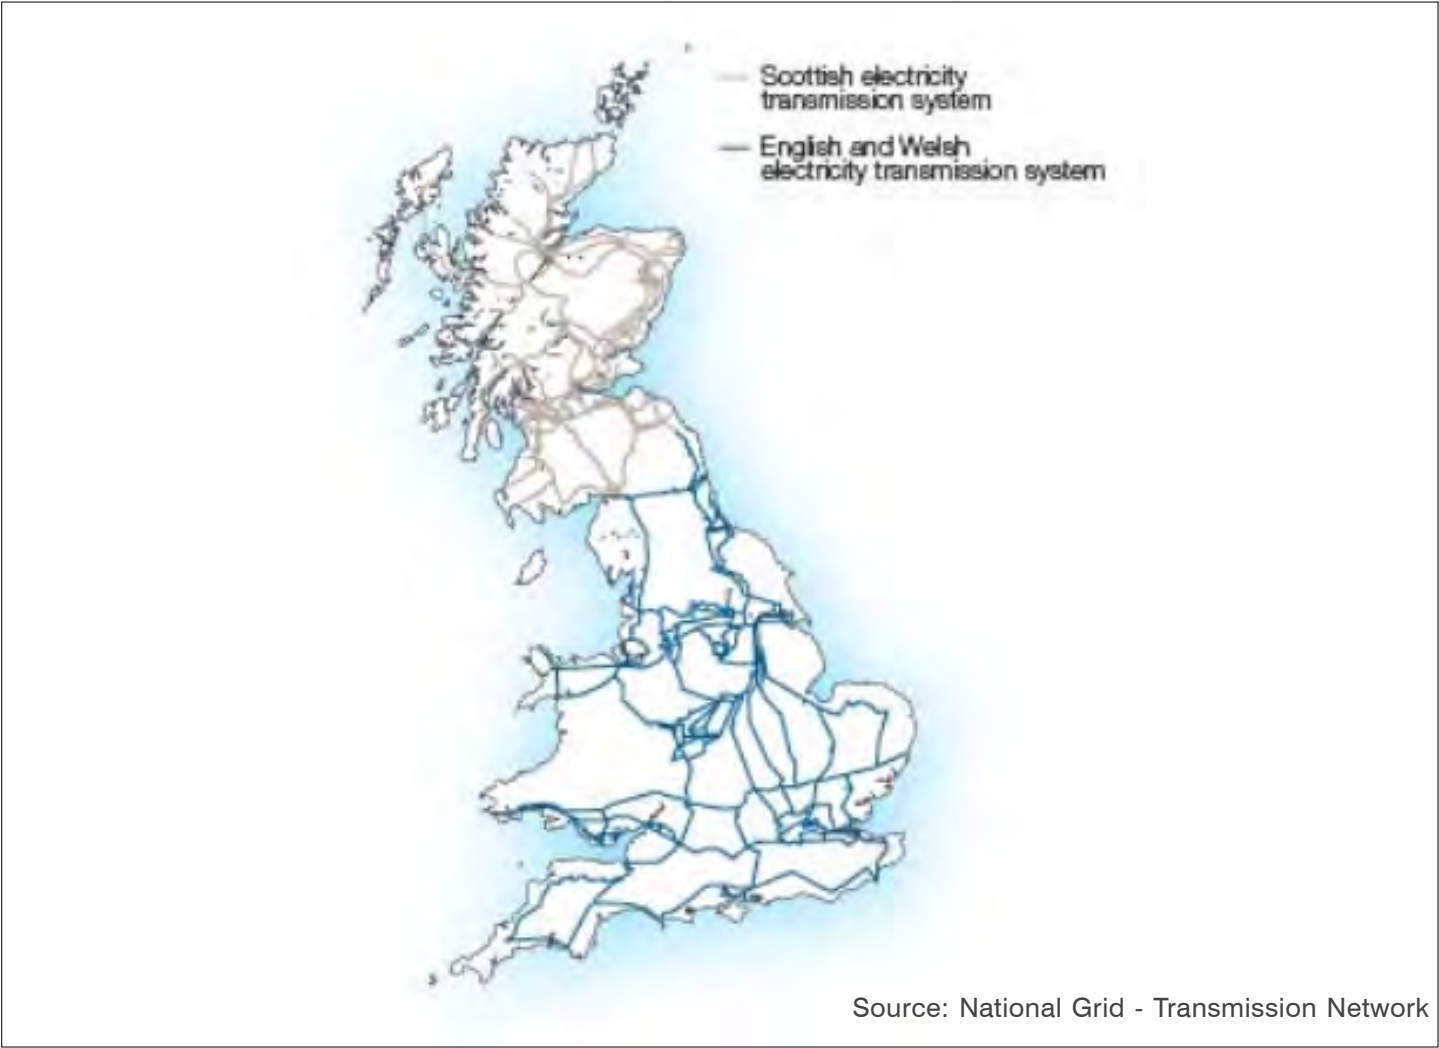 Scottish electricity
transmission system
English and Welsh
electricity transmission system
Source: National Grid - Transmission Network